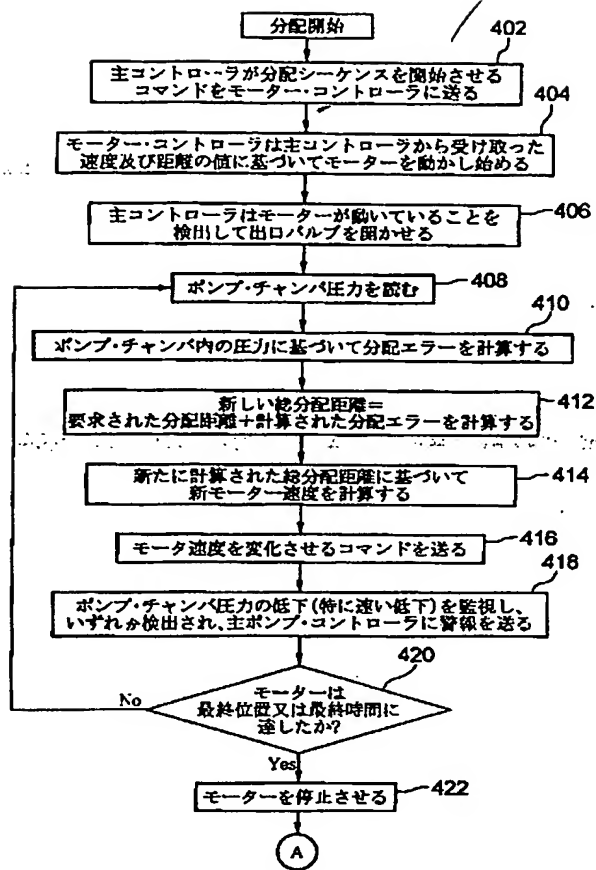 分配開始
402
主コントローラが分配シーケンスを開始させる
コマンドをモーター・コントローラに送る
404
モーター・コントローラは主コントローラから受け取った
速度及び距離の値に基づいてモーターを動かし始める
主コントローラはモーターが動いていることを
検出して出口バルブを開かせる
406
ポンプ・チャンバ圧力を読む
408
410
ポンプ・チャンバ内の圧力に基づいて分配エラーを計算する
新しい総分配距離=
要求された分配距離+計算された分配エラーを計算する
412
新たに計算された総分配距離に基づいて
新モーター速度を計算する
414
モータ速度を変化させるコマンドを送る
416
418
ポンプ・チャンバ圧力の低下(特に速い低下)を監視し、
いずれか検出され、主ポンプ・コントローラに警報を送る
420
モーターは
最終位置又は最終時間に
達したか?
No
Yes
モーターを停止させる
422
A